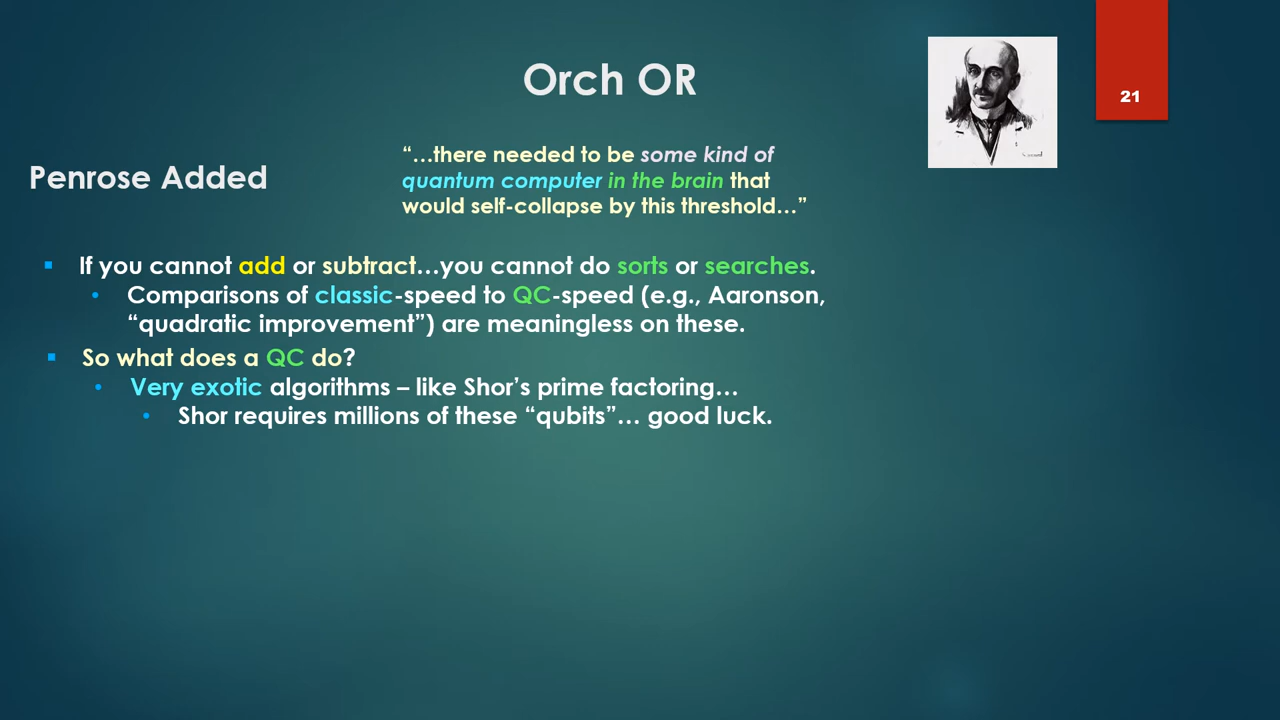 Orch OR
21
Penrose Added
“…there needed to be some kind of
quantum computer in the brain that
would self-collapse by this threshold…”
▪ If you cannot add or subtract…you cannot do sorts or searches.
• Comparisons of classic-speed to QC-speed (e.g., Aaronson,
“quadratic improvement”) are meaningless on these.
▪ So what does a QC do?
• Very exotic algorithms – like Shor’s prime factoring…
• Shor requires millions of these “qubits”… good luck.